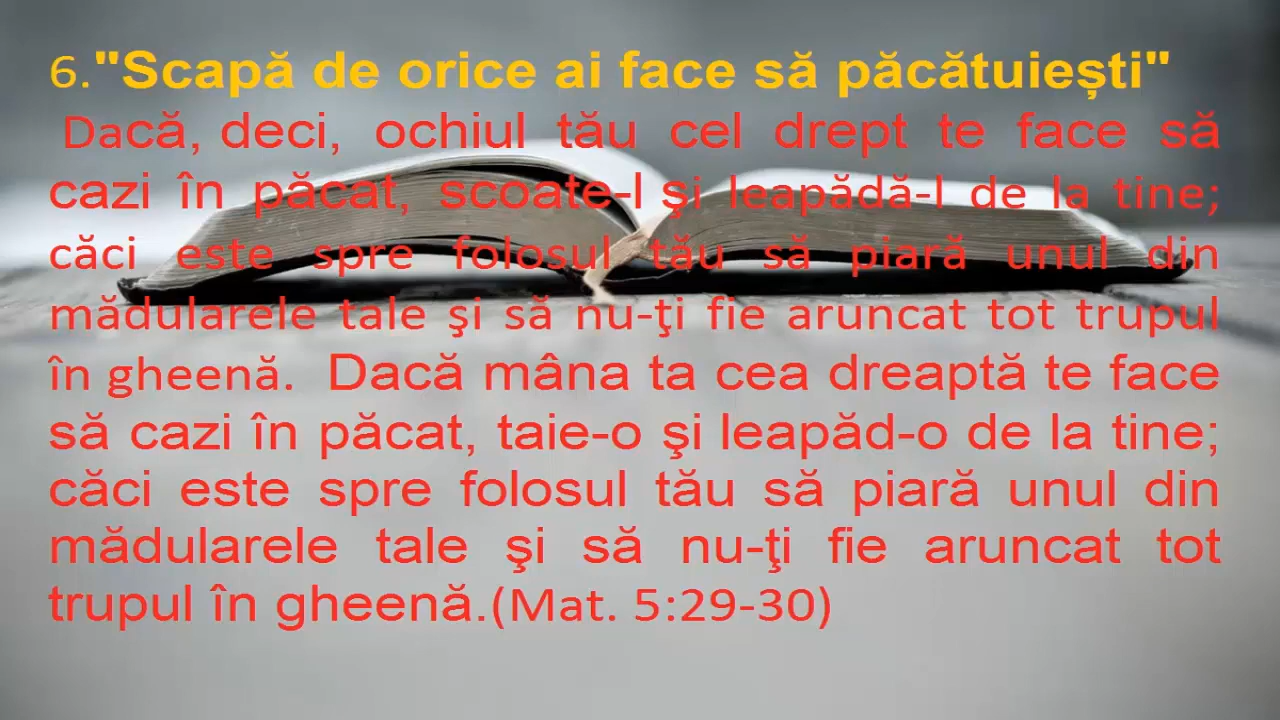 6."Scapă de orice ai face să păcătuiești"
Dacă, deci, ochiul tău cel drept te face să
cazi în păcat, scoate-l şi leapădă-l de la tine;
căci este spre folosul tău să piară unul din
mădularele tale şi să nu-ţi fie aruncat tot trupul
în gheenă. Dacă mâna ta cea dreaptă te face
să cazi în păcat, taie-o şi leapăd-o de la tine;
căci este spre folosul tău să piară unul din
mădularele tale şi să nu-ţi fie aruncat tot
trupul în gheenă.(Mat. 5:29-30)